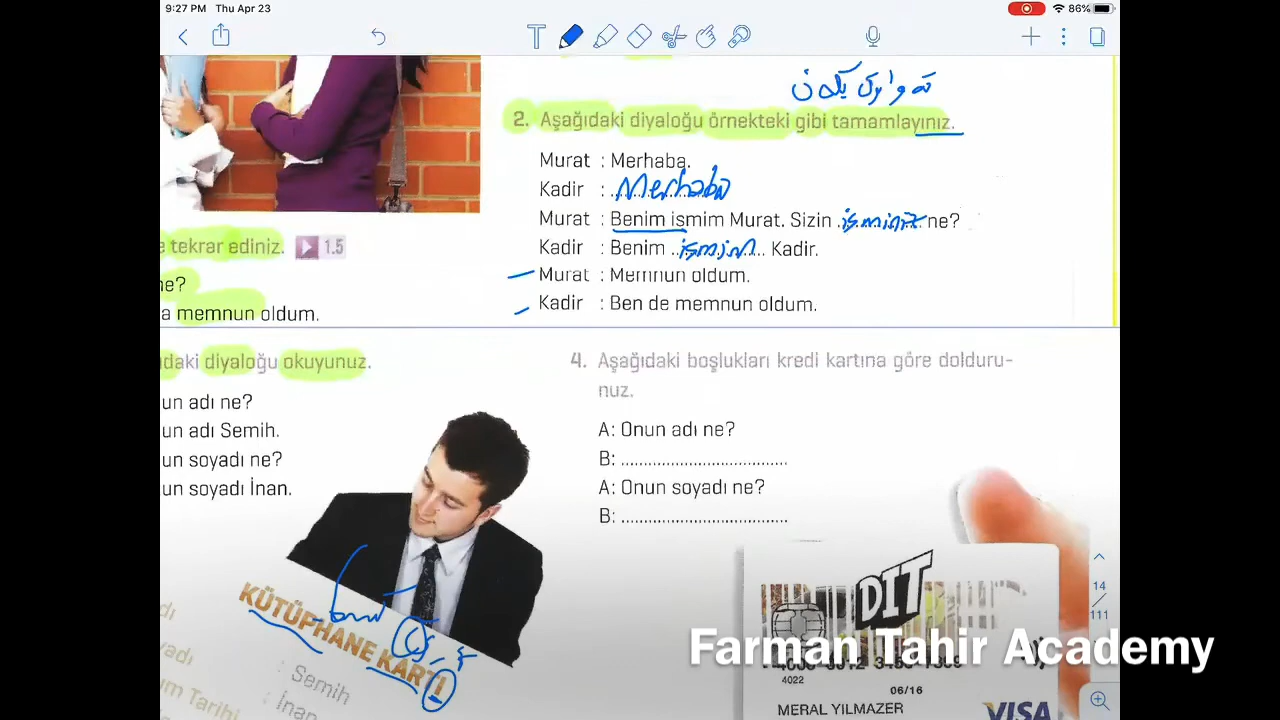 9:27 PM Thu Apr 23
86%
2. Aşağıdaki diyaloğu örnekteki gibi tamamlayınız.
Murat : Merhaba.
Kadir : Merhaba
Murat : Benim ismim Murat. Sizin isminiz ne?
Kadir : Benim ismim Kadir.
Murat : Memnun oldum.
Kadir : Ben de memnun oldum.
e tekrar ediniz. 1.5
ne?
a memnun oldum.
daki diyaloğu okuyunuz.
un adı ne?
un adı Semih.
un soyadı ne?
un soyadı İnan.
KÜTÜPHANE KARTI
: Semih
: İnan
um Tarihi
4. Aşağıdaki boşlukları kredi kartına göre dolduru-
nuz.
A: Onun adı ne?
B: ..................................
A: Onun soyadı ne?
B: ..................................
DIT
4022
06/16
MERAL YILMAZER
VISA
14
111
Farman Tahir Academy